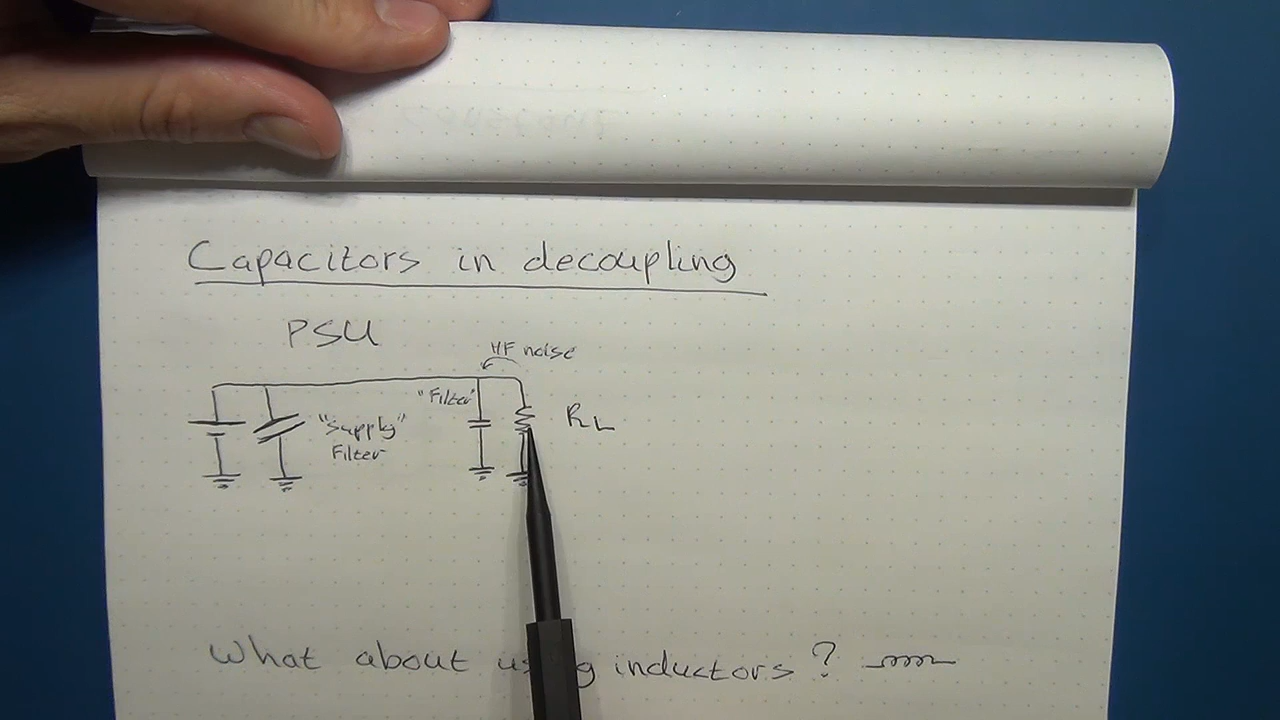 Capacitors in decoupling
PSU
HF noise
"Filter"
"Supply"
Filter
RL
What about using inductors?